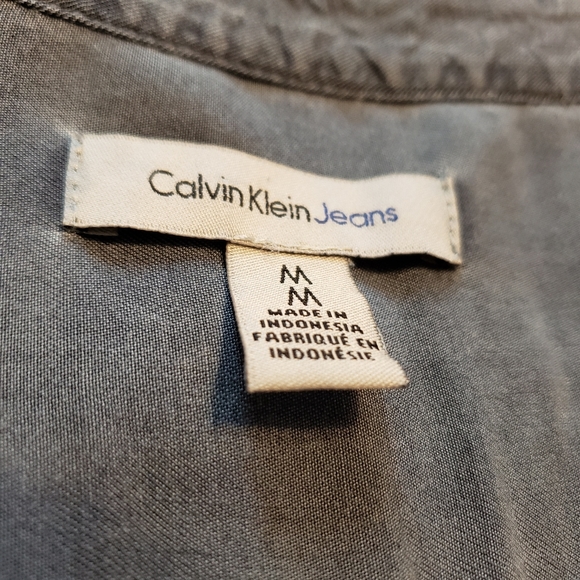 Calvin Klein Jeans
M
M
MADE IN
INDONESIA
FABRIQUÉ EN
INDONÉSIE